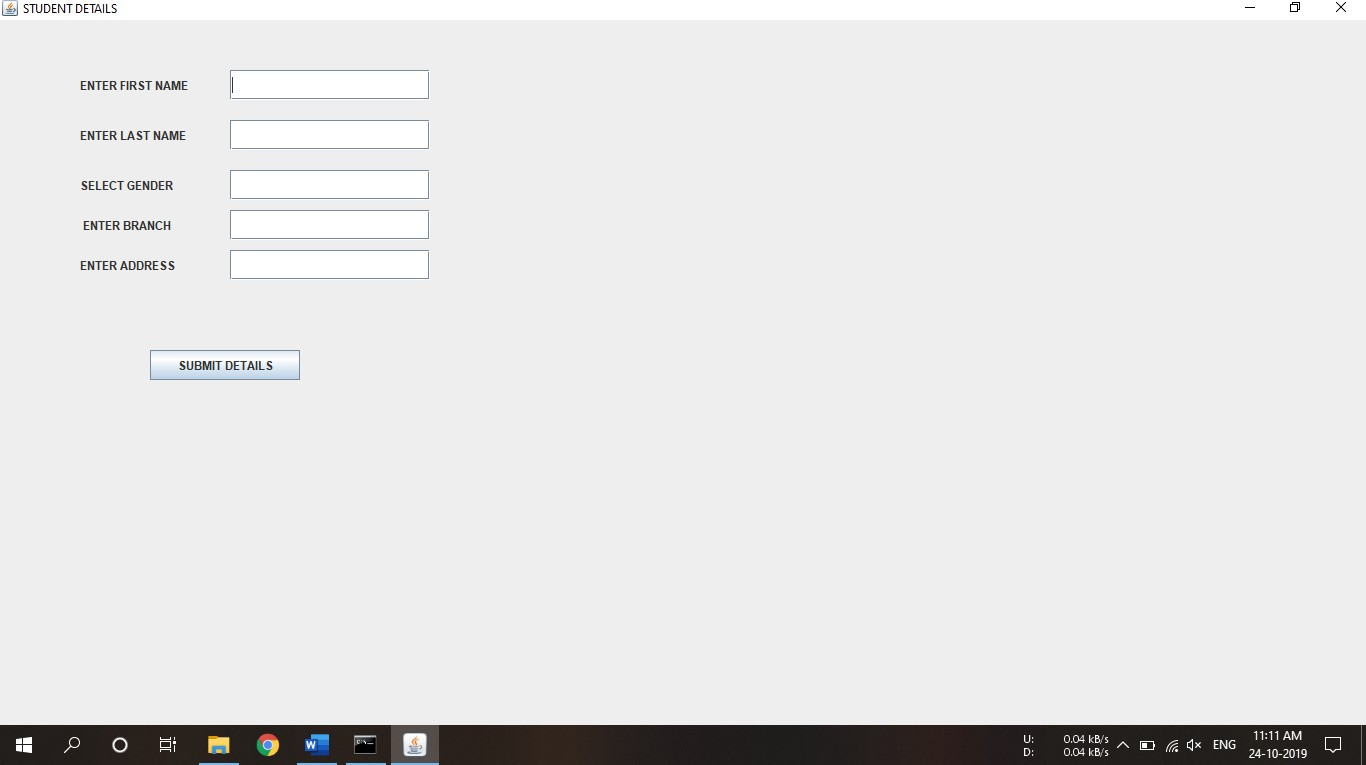 STUDENT DETAILS
ENTER FIRST NAME
ENTER LAST NAME
SELECT GENDER
ENTER BRANCH
ENTER ADDRESS
SUBMIT DETAILS
U: 0.04 kB/s
D: 0.04 kB/s
ENG
11:11 AM
24-10-2019